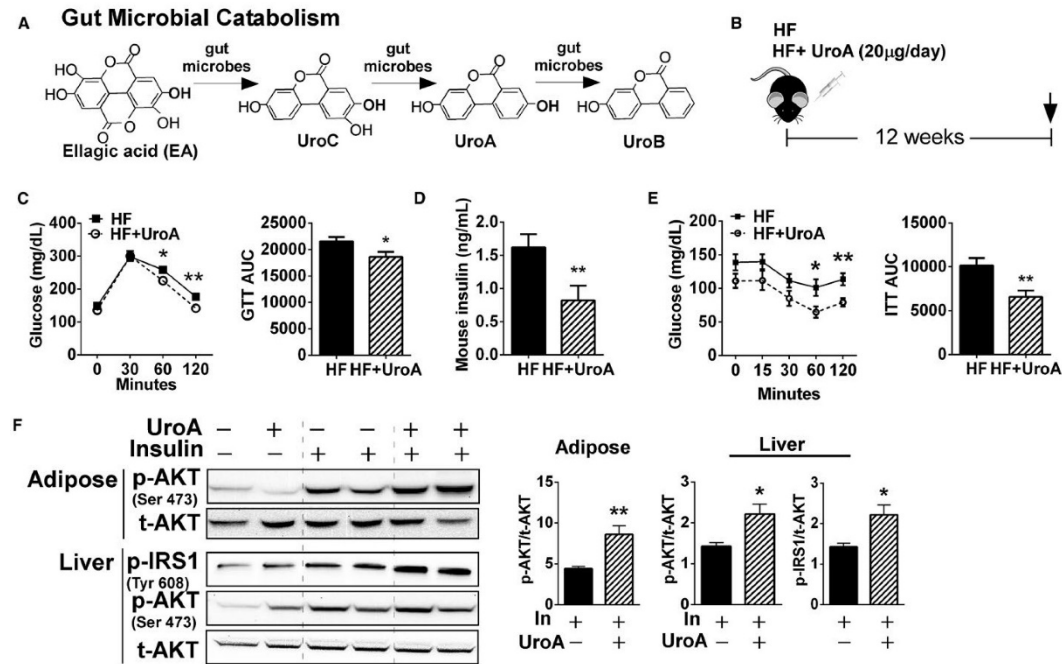 A Gut Microbial Catabolism
gut microbes
gut microbes
gut microbes
HO
HO
O
O
O
O
OH
OH
Ellagic acid (EA)
HO
O
O
OH
OH
UroC
HO
O
O
OH
UroA
HO
O
O
UroB
B
HF
HF+ UroA (20µg/day)
12 weeks
C
HF
HF+UroA
Glucose (mg/dL)
400
300
200
100
0
* **
0 30 60 120
Minutes
GTT AUC
25000
20000
15000
10000
5000
0
*
HF HF+UroA
D
Mouse insulin (ng/mL)
2.0
1.5
1.0
0.5
0.0
**
HF HF+UroA
E
HF
HF+UroA
Glucose (mg/dL)
200
150
100
50
0
* **
0 15 30 60 120
Minutes
ITT AUC
15000
10000
5000
0
**
HF HF+UroA
F
UroA − + − − + +
Insulin − − + + + +
Adipose
p-AKT
(Ser 473)
t-AKT
Liver
p-IRS1
(Tyr 608)
p-AKT
(Ser 473)
t-AKT
Adipose
p-AKT/t-AKT
15
10
5
0
**
In + +
UroA − +
Liver
p-AKT/t-AKT
3
2
1
0
*
In + +
UroA − +
p-IRS1/t-AKT
3
2
1
0
*
+ +
− +